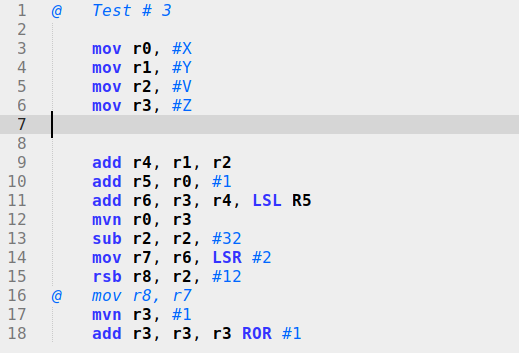 1 @ Test # 3
2
3 mov r0, #X
4 mov r1, #Y
5 mov r2, #V
6 mov r3, #Z
7
8
9 add r4, r1, r2
10 add r5, r0, #1
11 add r6, r3, r4, LSL R5
12 mvn r0, r3
13 sub r2, r2, #32
14 mov r7, r6, LSR #2
15 rsb r8, r2, #12
16 @ mov r8, r7
17 mvn r3, #1
18 add r3, r3, r3 ROR #1